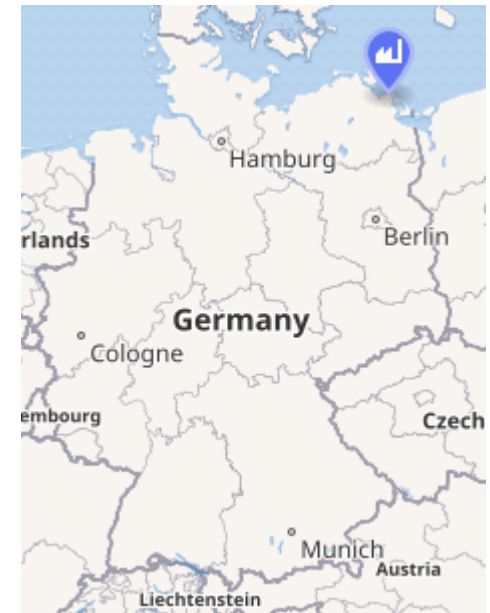 Hamburg
Berlin
rlands
Germany
Cologne
embourg
Czech
Munich
Austria
Liechtenstein